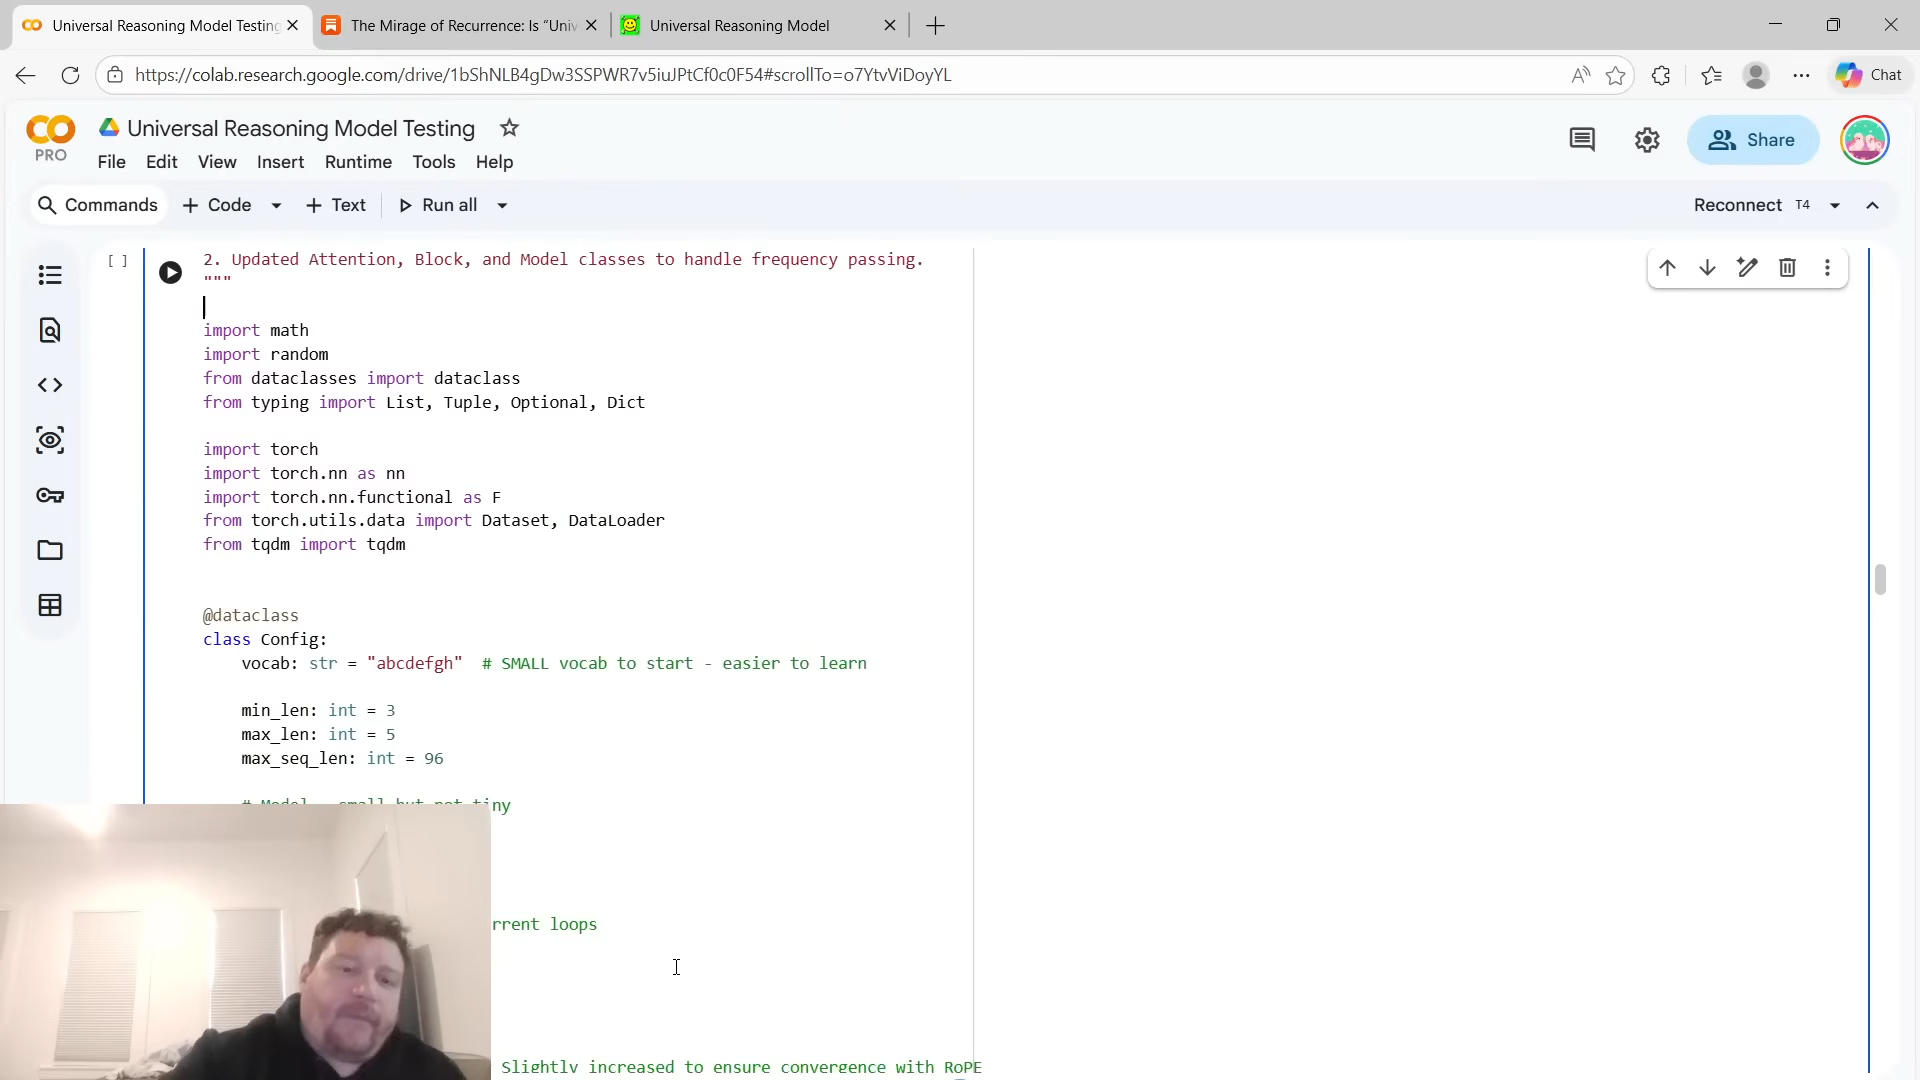 Universal Reasoning Model Testing
The Mirage of Recurrence: Is “Univ
Universal Reasoning Model
https://colab.research.google.com/drive/1bShNLB4gDw3SSPWR7v5iuJPtCf0c0F54#scrollTo=o7YtvViDoyYL
Chat
PRO
Universal Reasoning Model Testing
File Edit View Insert Runtime Tools Help
Share
Commands + Code + Text Run all
Reconnect T4
[ ]
2. Updated Attention, Block, and Model classes to handle frequency passing.
"""
import math
import random
from dataclasses import dataclass
from typing import List, Tuple, Optional, Dict
import torch
import torch.nn as nn
import torch.nn.functional as F
from torch.utils.data import Dataset, DataLoader
from tqdm import tqdm
@dataclass
class Config:
vocab: str = "abcdefgh" # SMALL vocab to start - easier to learn
min_len: int = 3
max_len: int = 5
max_seq_len: int = 96
# Model - small but not tiny
rrent loops
Slightly increased to ensure convergence with RoPE